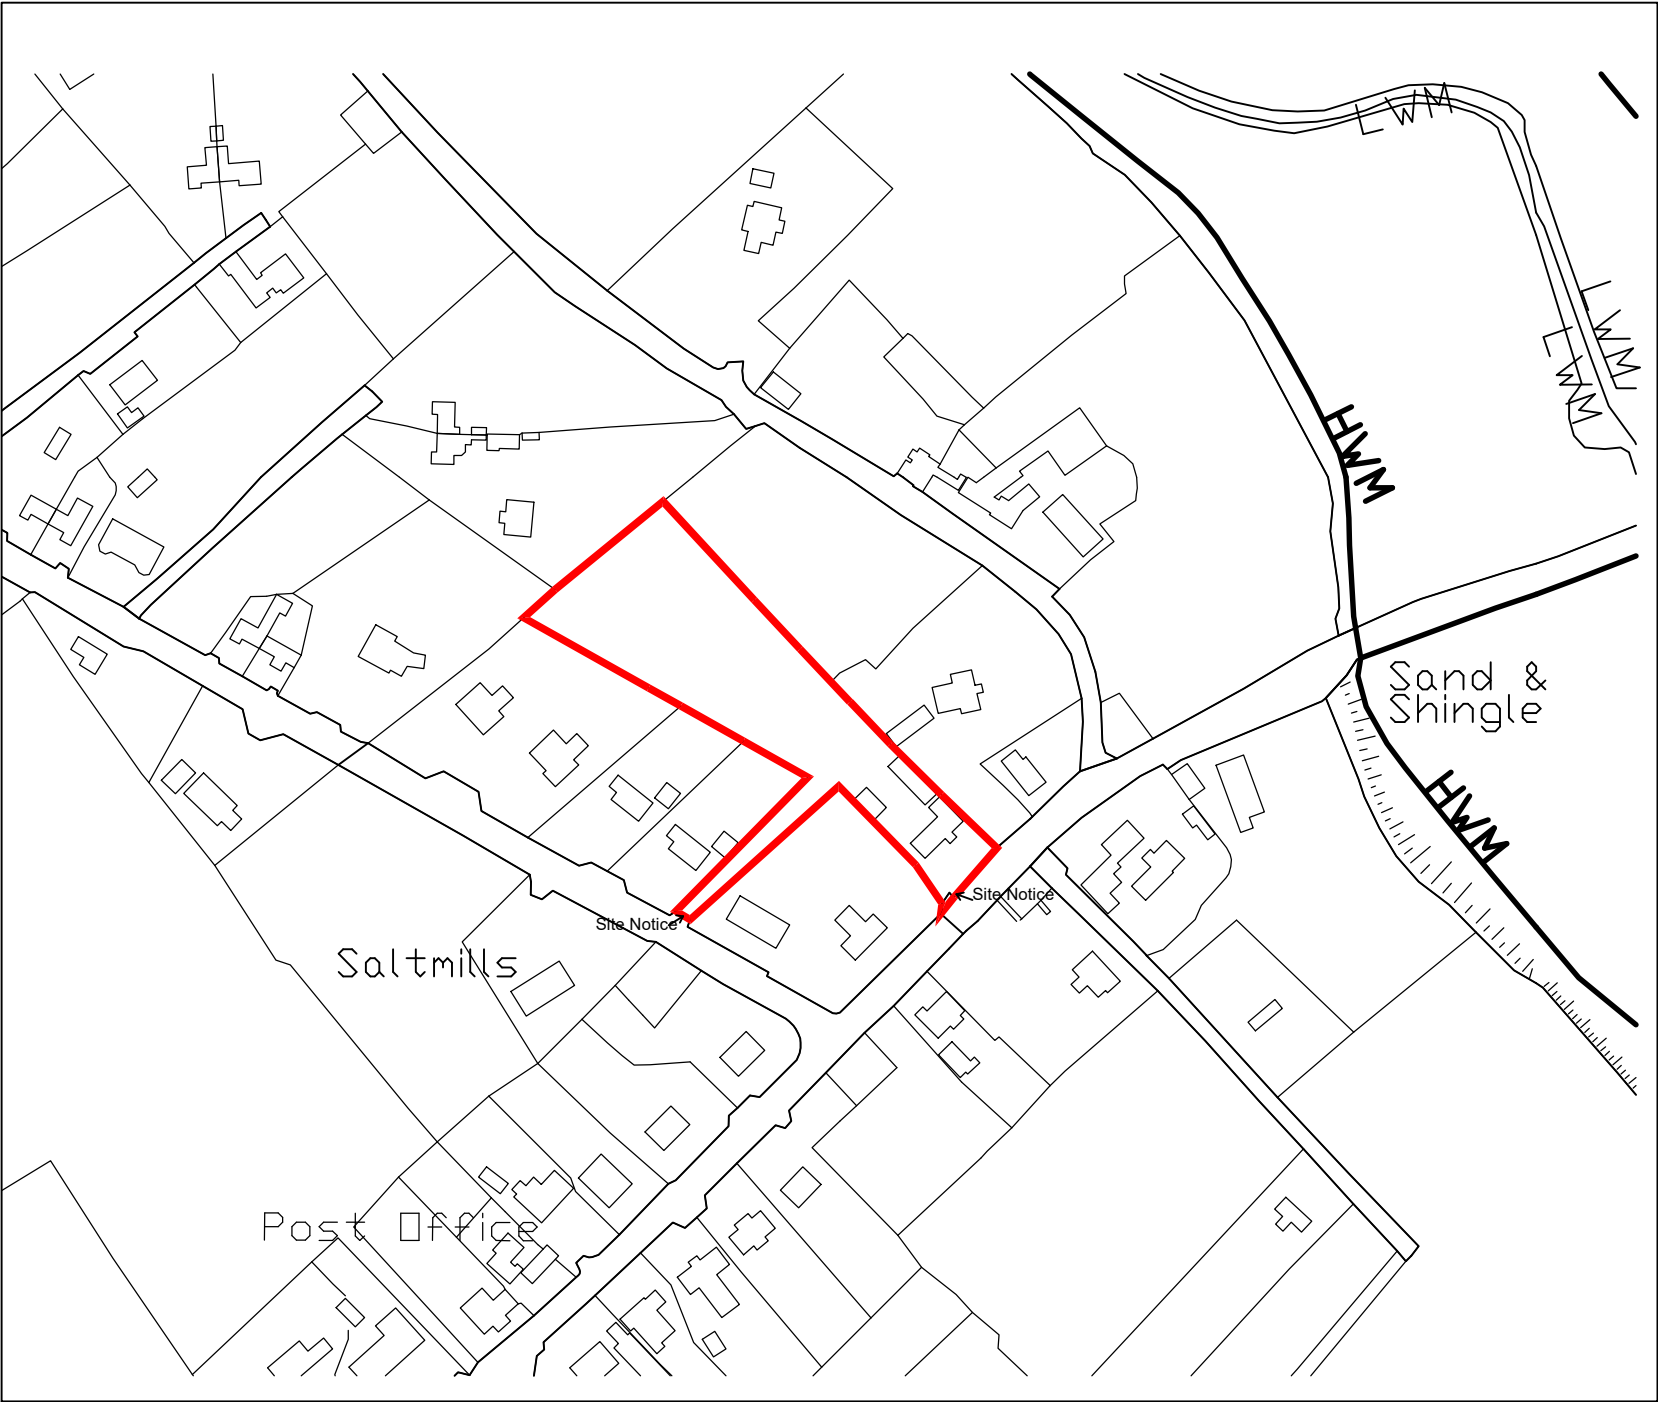 LWM
LWM
LWM
HWM
Sand &
Shingle
HWM
Site Notice
Site Notice
Saltmills
Post Office